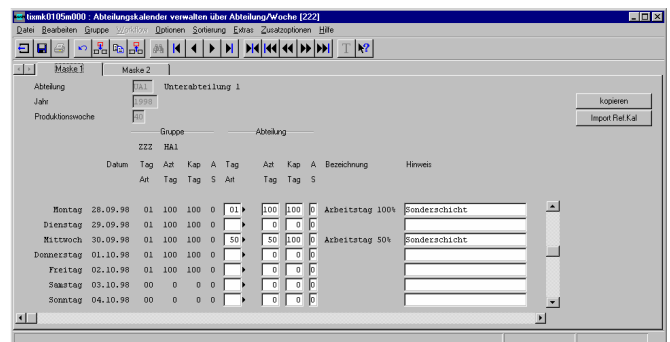 tixmk0105m000 : Abteilungskalender verwalten über Abteilung/Woche [222]
Datei Bearbeiten Gruppe Workflow Optionen Sortierung Extras Zusatzoptionen Hilfe
Maske 1 Maske 2
Abteilung UA1 Unterabteilung 1
Jahr 1998 kopieren
Produktionswoche 40 Import Ref.Kal
Gruppe Abteilung
ZZZ HA1
Datum Tag Azt Kap A Tag Azt Kap A Bezeichnung Hinweis
Art Tag Tag S Art Tag Tag S
Montag 28.09.98 01 100 100 0 01 100 100 0 Arbeitstag 100% Sonderschicht
Dienstag 29.09.98 01 100 100 0 0 0 0
Mittwoch 30.09.98 01 100 100 0 50 50 100 0 Arbeitstag 50% Sonderschicht
Donnerstag 01.10.98 01 100 100 0 0 0 0
Freitag 02.10.98 01 100 100 0 0 0 0
Samstag 03.10.98 00 0 0 0 0 0 0
Sonntag 04.10.98 00 0 0 0 0 0 0